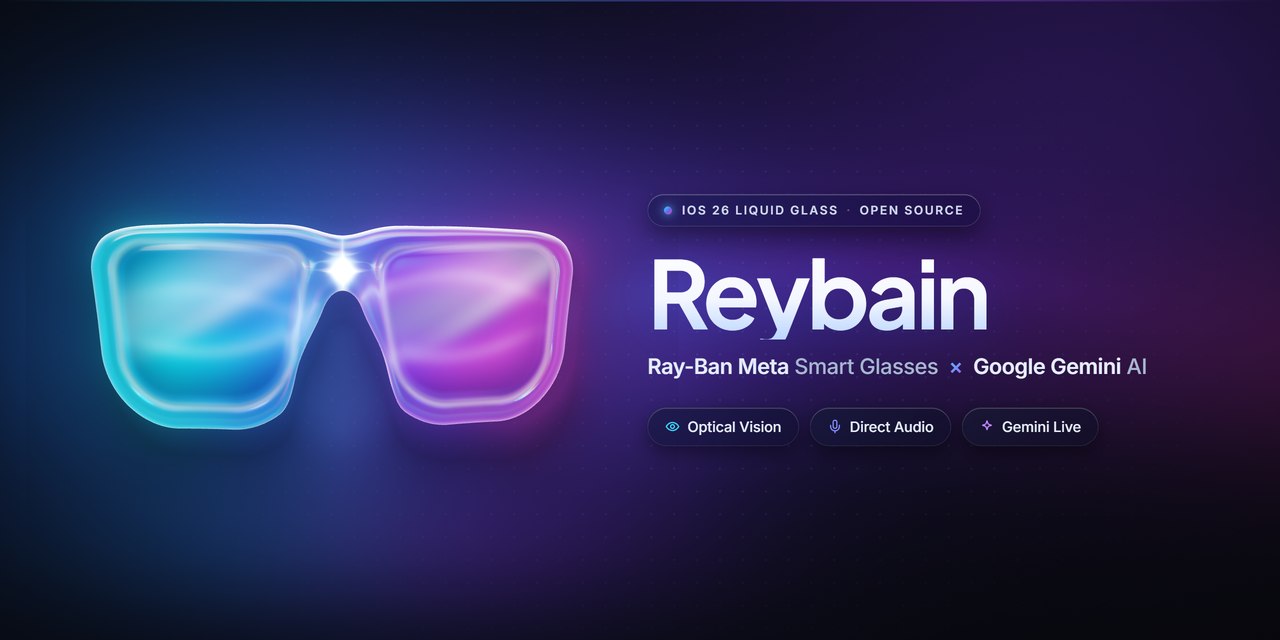 IOS 26 LIQUID GLASS · OPEN SOURCE
Reybain
Ray-Ban Meta Smart Glasses × Google Gemini AI
Optical Vision Direct Audio Gemini Live